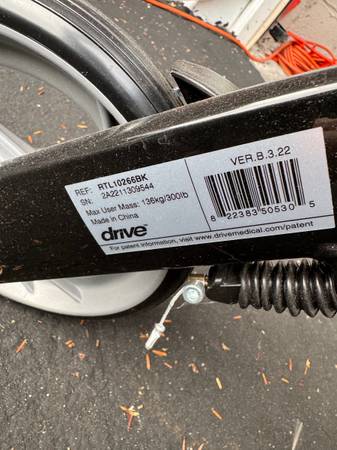 REF: RTL10266BK
SN: 2A2211309544
Max User Mass: 136kg/300lb
Made in China
drive
For patent information, Visit - www.drivemedical.com/patent
VER.B.3.22
8 22383 50530 5